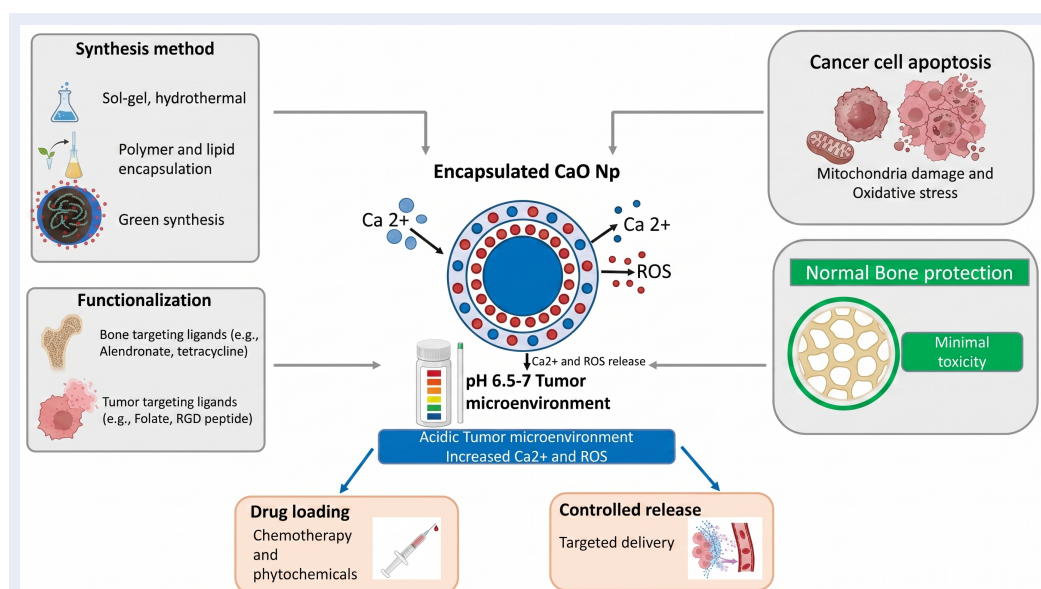 Synthesis method
Sol-gel, hydrothermal
Polymer and lipid
encapsulation
Green synthesis
Functionalization
Bone targeting ligands (e.g.,
Alendronate, tetracycline)
Tumor targeting ligands
(e.g., Folate, RGD peptide)
Encapsulated CaO Np
Ca 2+
Ca 2+
ROS
Ca2+ and ROS release
pH 6.5-7 Tumor
microenvironment
Acidic Tumor microenvironment
Increased Ca2+ and ROS
Cancer cell apoptosis
Mitochondria damage and
Oxidative stress
Normal Bone protection
Minimal
toxicity
Drug loading
Chemotherapy
and
phytochemicals
Controlled release
Targeted delivery